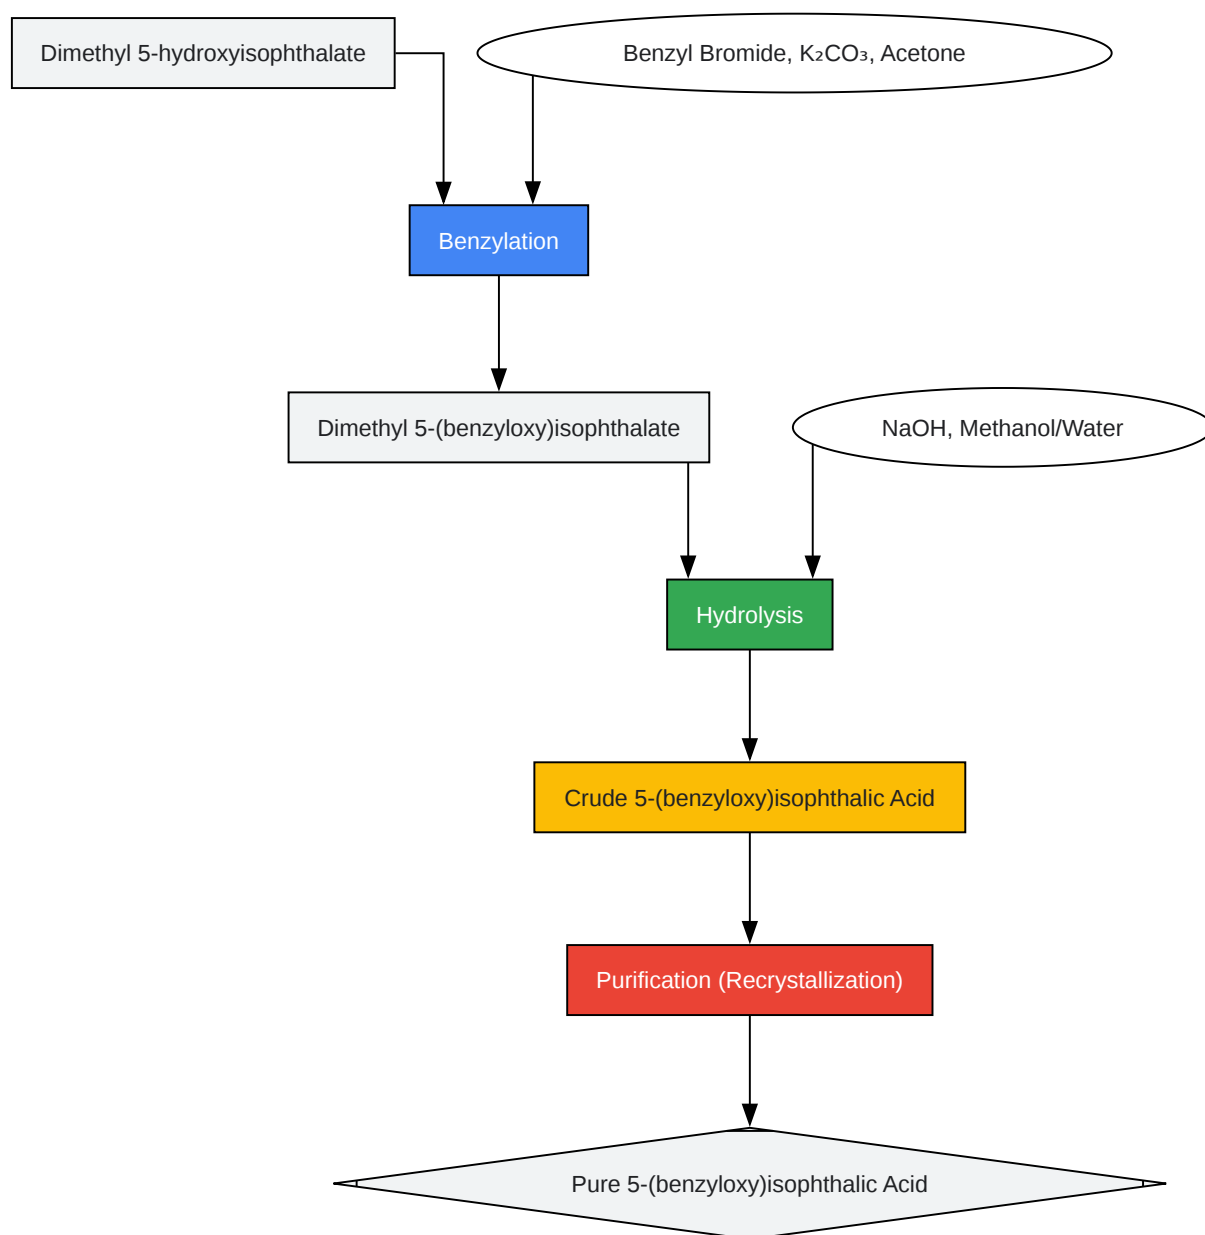 Dimethyl 5-hydroxyisophthalate
Benzyl Bromide, K₂CO₃, Acetone
Benzylation
Dimethyl 5-(benzyloxy)isophthalate
NaOH, Methanol/Water
Hydrolysis
Crude 5-(benzyloxy)isophthalic Acid
Purification (Recrystallization)
Pure 5-(benzyloxy)isophthalic Acid